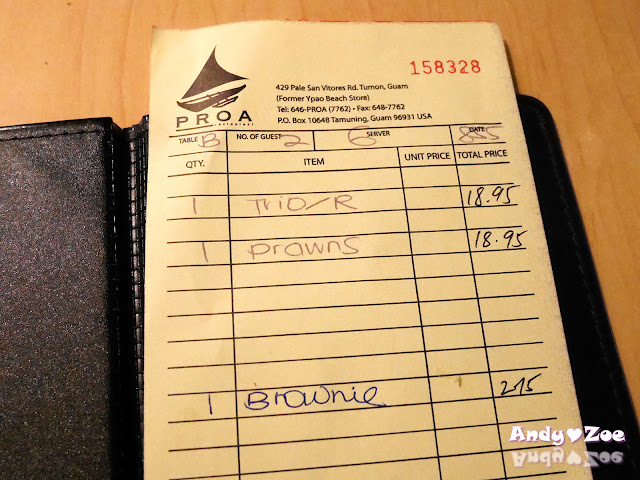 158328
PROA
restaurant
429 Pale San Vitores Rd. Tumon, Guam
(Former Ypao Beach Store)
Tel: 646-PROA (7762) • Fax: 648-7762
P.O. Box 10648 Tamuning, Guam 96931 USA
TABLE B NO. OF GUEST 2 6 SERVER DATE 855
QTY. ITEM UNIT PRICE TOTAL PRICE
1 Trio/R 18.95
1 prawns 18.95
1 Brownie
Andy♥Zoe